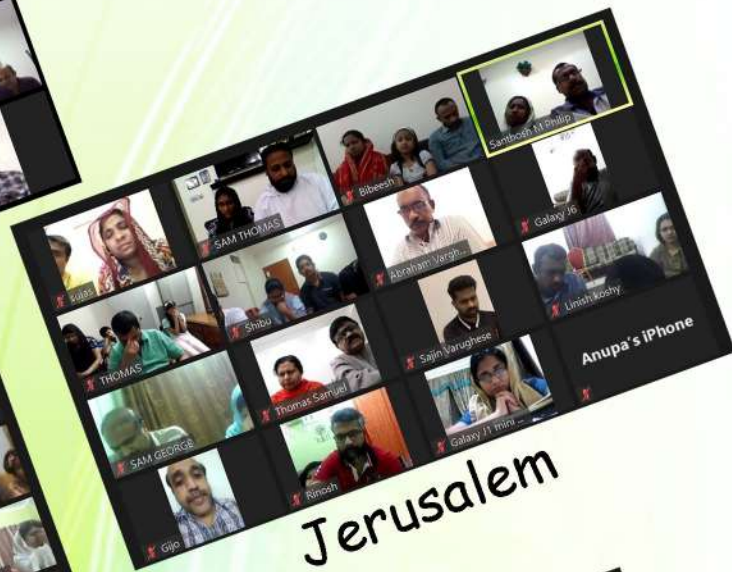 sujas
SAM THOMAS
Bibeesh
Santhosh M Philip
THOMAS
Shibu
Abraham Vargh...
Galaxy J6
SAM GEORGE
Thomas Samuel
Sajin Varughese
Linish koshy
Gijo
Rinosh
Galaxy J1 mini ...
Anupa's iPhone
Jerusalem